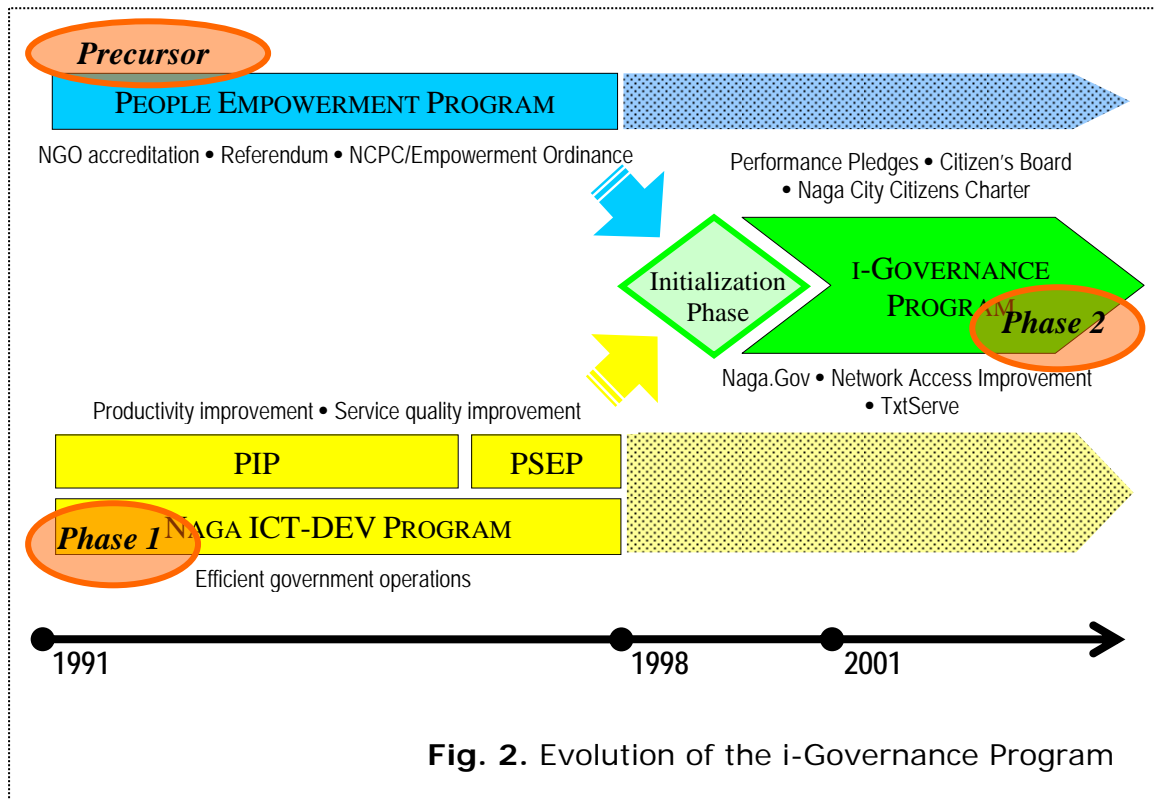 Precursor
PEOPLE EMPOWERMENT PROGRAM
NGO accreditation • Referendum • NCPC/Empowerment Ordinance
Performance Pledges • Citizen's Board
• Naga City Citizens Charter
Initialization
Phase
I-GOVERNANCE
PROGRAM
Phase 2
Naga.Gov • Network Access Improvement
• TxtServe
Productivity improvement • Service quality improvement
PIP
PSEP
Phase 1
NAGA ICT-DEV PROGRAM
Efficient government operations
1991
1998
2001
Fig. 2. Evolution of the i-Governance Program